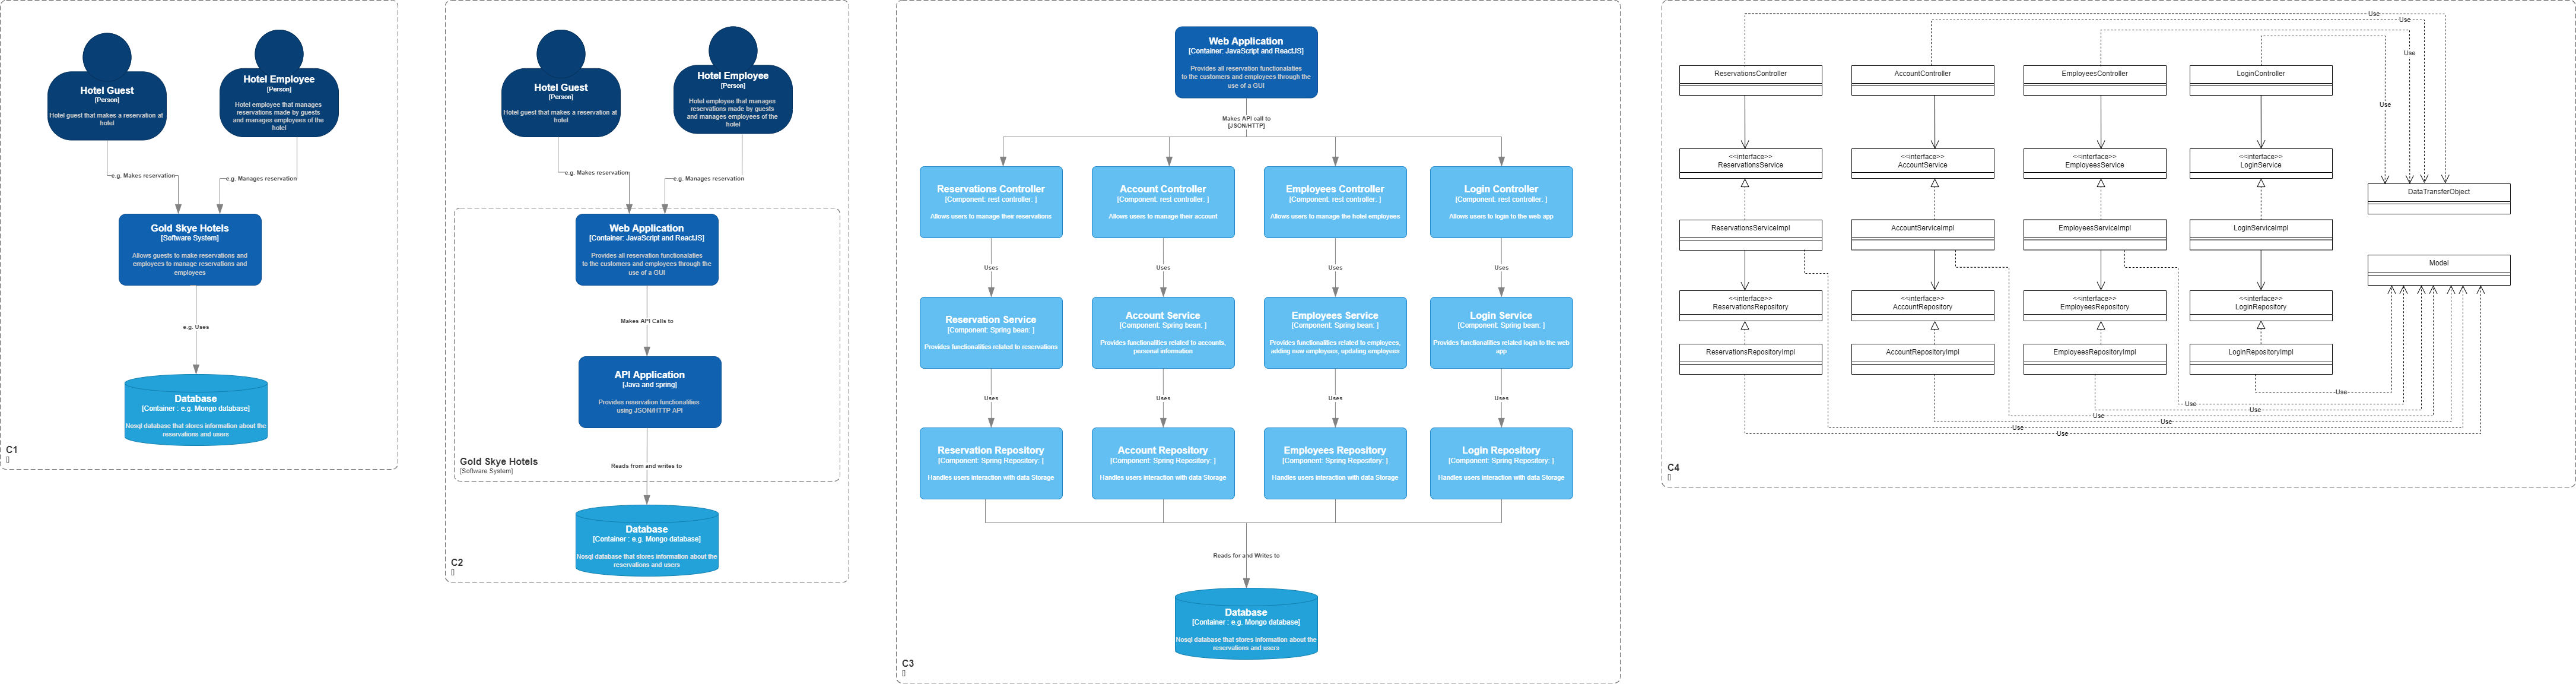 Hotel Guest
[Person]
Hotel guest that makes a reservation at
hotel
Hotel Employee
[Person]
Hotel employee that manages
reservations made by guests
and manages employees of the
hotel
e.g. Makes reservation
e.g. Manages reservation
Gold Skye Hotels
[Software System]
Allows guests to make reservations and
employees to manage reservations and
employees
e.g. Uses
Database
[Container : e.g. Mongo database]
Nosql database that stores information about the
reservations and users
C1
Hotel Guest
[Person]
Hotel guest that makes a reservation at
hotel
Hotel Employee
[Person]
Hotel employee that manages
reservations made by guests
and manages employees of the
hotel
e.g. Makes reservation
e.g. Manages reservation
Web Application
[Container: JavaScript and ReactJS]
Provides all reservation functionalaties
to the customers and employees through the
use of a GUI
Makes API Calls to
API Application
[Java and spring]
Provides reservation functionalities
using JSON/HTTP API
Reads from and writes to
Gold Skye Hotels
[Software System]
Database
[Container : e.g. Mongo database]
Nosql database that stores information about the
reservations and users
C2
Web Application
[Container: JavaScript and ReactJS]
Provides all reservation functionalaties
to the customers and employees through the
use of a GUI
Makes API call to
[JSON/HTTP]
Reservations Controller
[Component: rest controller: ]
Allows users to manage their reservations
Account Controller
[Component: rest controller: ]
Allows users to manage their account
Employees Controller
[Component: rest controller: ]
Allows users to manage the hotel employees
Login Controller
[Component: rest controller: ]
Allows users to login to the web app
Uses
Uses
Uses
Uses
Reservation Service
[Component: Spring bean: ]
Provides functionalities related to reservations
Account Service
[Component: Spring bean: ]
Provides functionalities related to accounts,
personal information
Employees Service
[Component: Spring bean: ]
Provides functionalities related to employees,
adding new employees, updating employees
Login Service
[Component: Spring bean: ]
Provides functionalities related login to the web
app
Uses
Uses
Uses
Uses
Reservation Repository
[Component: Spring Repository: ]
Handles users interaction with data Storage
Account Repository
[Component: Spring Repository: ]
Handles users interaction with data Storage
Employees Repository
[Component: Spring Repository: ]
Handles users interaction with data Storage
Login Repository
[Component: Spring Repository: ]
Handles users interaction with data Storage
Reads for and Writes to
Database
[Container : e.g. Mongo database]
Nosql database that stores information about the
reservations and users
C3
Use
Use
Use
Use
ReservationsController
AccountController
EmployeesController
LoginController
<<interface>>
ReservationsService
<<interface>>
AccountService
<<interface>>
EmployeesService
<<interface>>
LoginService
DataTransferObject
ReservationsServiceImpl
AccountServiceImpl
EmployeesServiceImpl
LoginServiceImpl
Model
<<interface>>
ReservationsRepository
<<interface>>
AccountRepository
<<interface>>
EmployeesRepository
<<interface>>
LoginRepository
ReservationsRepositoryImpl
AccountRepositoryImpl
EmployeesRepositoryImpl
LoginRepositoryImpl
Use
Use
Use
Use
Use
Use
Use
C4